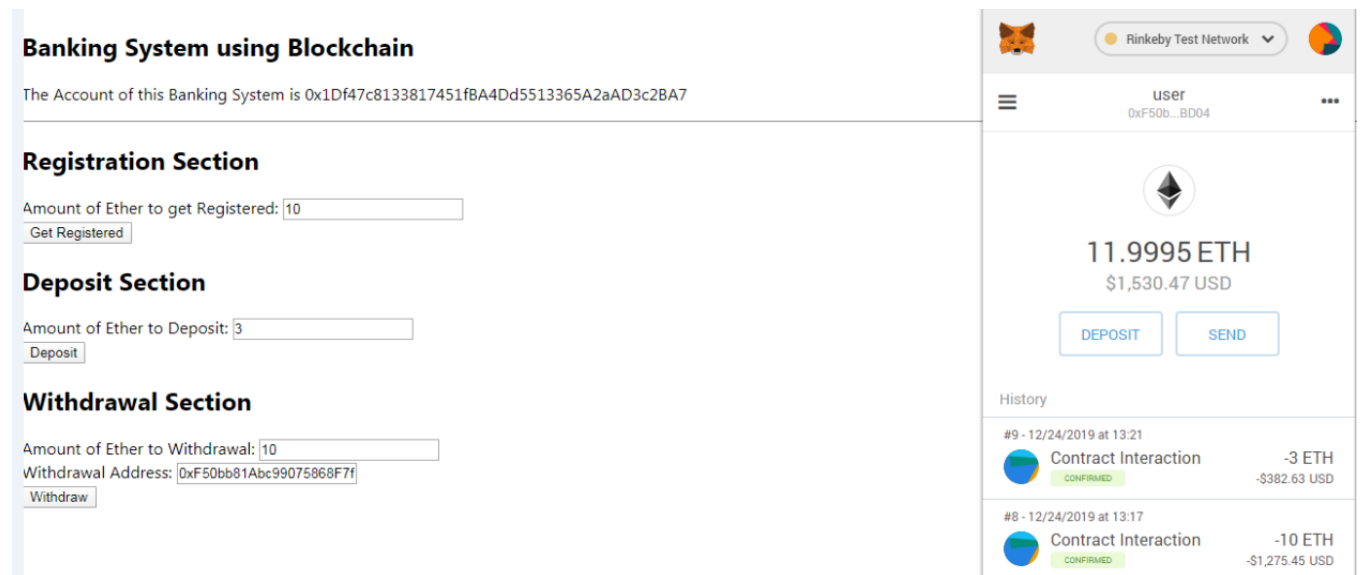 Banking System using Blockchain
The Account of this Banking System is 0x1Df47c8133817451fBA4Dd5513365A2aAD3c2BA7
Registration Section
Amount of Ether to get Registered: 10
Get Registered
Deposit Section
Amount of Ether to Deposit: 3
Deposit
Withdrawal Section
Amount of Ether to Withdrawal: 10
Withdrawal Address: 0xF50bb81Abc99075868F7f
Withdraw
Rinkeby Test Network
user
0xF50b...BD04
11.9995 ETH
$1,530.47 USD
DEPOSIT SEND
History
#9 - 12/24/2019 at 13:21
Contract Interaction -3 ETH
CONFIRMED -$382.63 USD
#8 - 12/24/2019 at 13:17
Contract Interaction -10 ETH
CONFIRMED -$1,275.45 USD